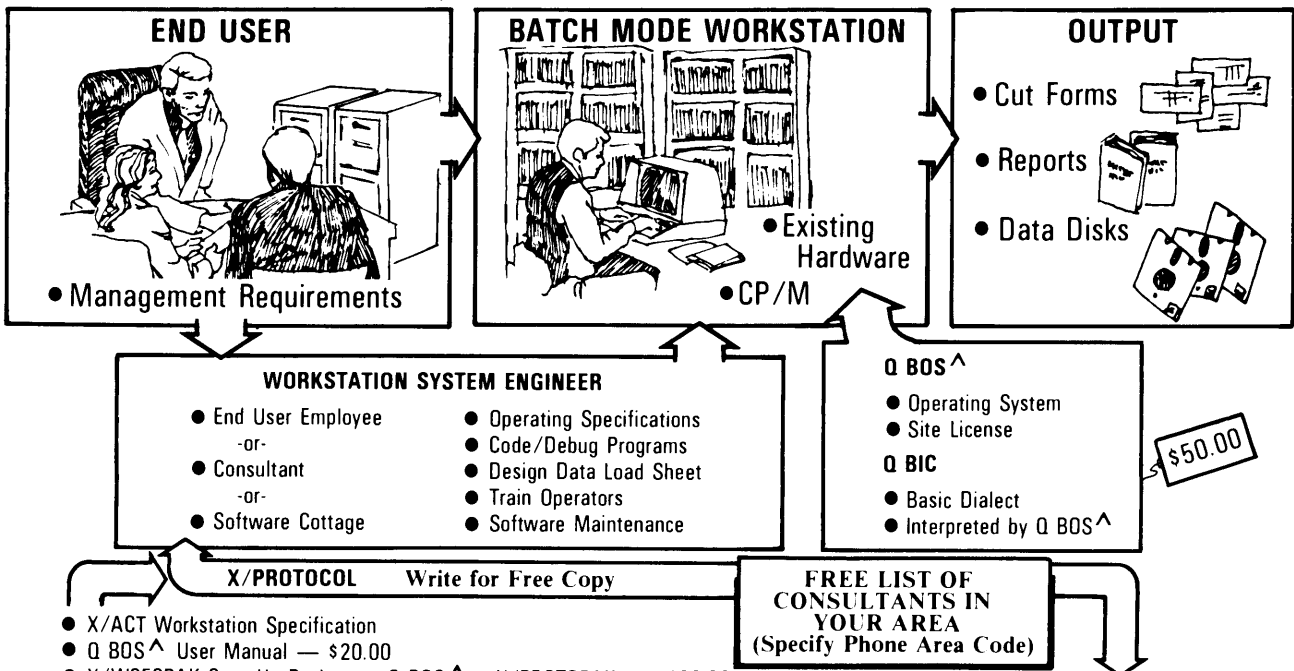 END USER
● Management Requirements
BATCH MODE WORKSTATION
● Existing
Hardware
● CP/M
OUTPUT
● Cut Forms
● Reports
● Data Disks
WORKSTATION SYSTEM ENGINEER
● End User Employee
-or-
● Consultant
-or-
● Software Cottage
● Operating Specifications
● Code/Debug Programs
● Design Data Load Sheet
● Train Operators
● Software Maintenance
Q BOS^
● Operating System
● Site License
Q BIC
● Basic Dialect
● Interpreted by Q BOS^
$50.00
X/PROTOCOL Write for Free Copy
FREE LIST OF
CONSULTANTS IN
YOUR AREA
(Specify Phone Area Code)
● X/ACT Workstation Specification
● Q BOS^ User Manual — $20.00